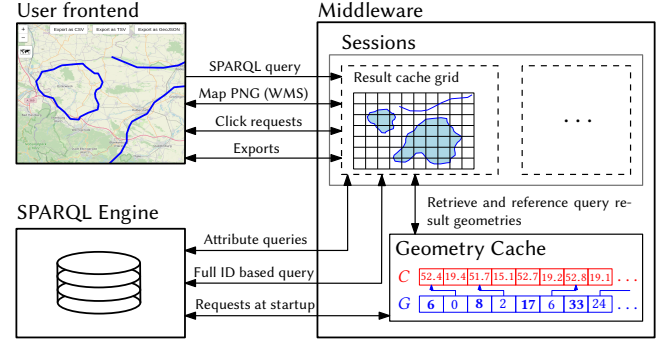 User frontend
Middleware
+
−
Export as CSV
Export as TSV
Export as GeoJSON
Sessions
SPARQL query
Map PNG (WMS)
Click requests
Exports
Result cache grid
...
Retrieve and reference query re-
sult geometries
SPARQL Engine
Attribute queries
Full ID based query
Requests at startup
Geometry Cache
C 52.4 19.4 51.7 15.1 52.7 19.2 52.8 19.1 ...
G 6 0 8 2 17 6 33 24 ...